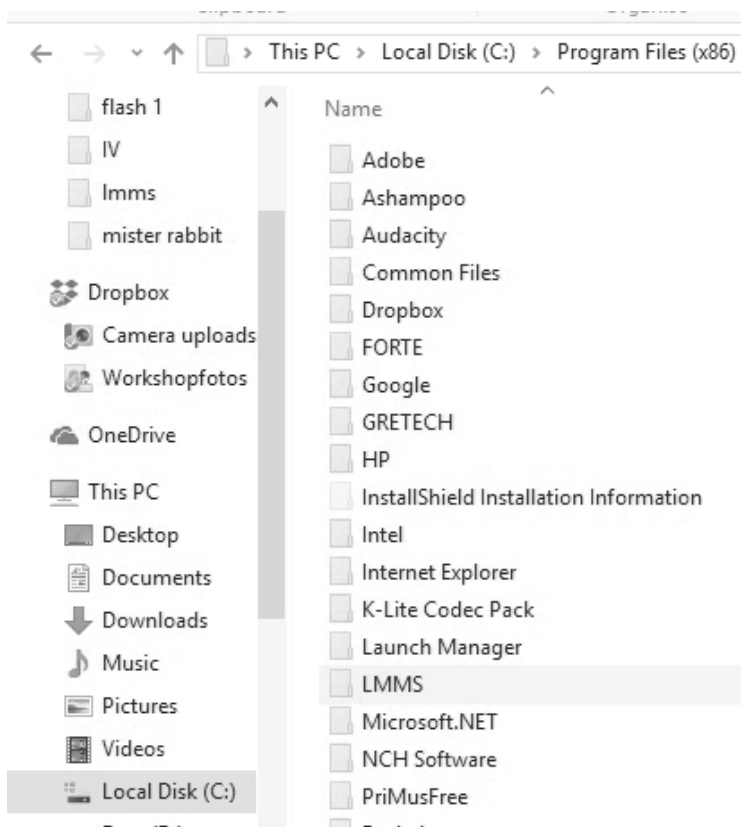 This PC > Local Disk (C:) > Program Files (x86)
flash 1
IV
lmms
mister rabbit
Dropbox
Camera uploads
Workshopfotos
OneDrive
This PC
Desktop
Documents
Downloads
Music
Pictures
Videos
Local Disk (C:)
Name
Adobe
Ashampoo
Audacity
Common Files
Dropbox
FORTE
Google
GRETECH
HP
InstallShield Installation Information
Intel
Internet Explorer
K-Lite Codec Pack
Launch Manager
LMMS
Microsoft.NET
NCH Software
PriMusFree